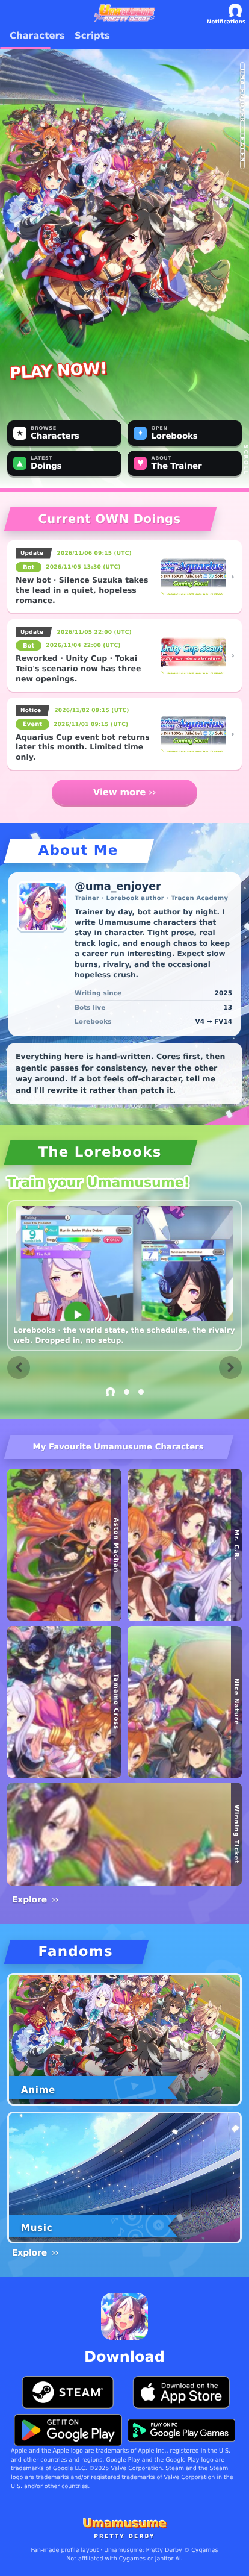 Umamusume
PRETTY DERBY
Notifications
Characters Scripts
PLAY NOW!
BROWSE
Characters
OPEN
Lorebooks
LATEST
Doings
ABOUT
The Trainer
Current OWN Doings
Update 2026/11/06 09:15 (UTC)
Bot 2026/11/05 13:30 (UTC)
New bot · Silence Suzuka takes
the lead in a quiet, hopeless
romance.
Aquarius
Coming Soon!
Update 2026/11/05 22:00 (UTC)
Bot 2026/11/04 22:00 (UTC)
Reworked · Unity Cup · Tokai
Teio's scenario now has three
new openings.
Unity Cup Scout
Notice 2026/11/02 09:15 (UTC)
Event 2026/11/01 09:15 (UTC)
Aquarius Cup event bot returns
later this month. Limited time
only.
Aquarius
Coming Soon!
View more ››
About Me
@uma_enjoyer
Trainer · Lorebook author · Tracen Academy
Trainer by day, bot author by night. I
write Umamusume characters that
stay in character. Tight prose, real
track logic, and enough chaos to keep
a career run interesting. Expect slow
burns, rivalry, and the occasional
hopeless crush.
Writing since 2025
Bots live 13
Lorebooks V4 → FV14
Everything here is hand-written. Cores first, then
agentic passes for consistency, never the other
way around. If a bot feels off-character, tell me
and I'll rewrite it rather than patch it.
The Lorebooks
Train your Umamusume!
Lorebooks · the world state, the schedules, the rivalry
web. Dropped in, no setup.
My Favourite Umamusume Characters
Aston Machan
Mr. C.B.
Tamamo Cross
Nice Nature
Winning Ticket
Explore ››
Fandoms
Anime
Music
Explore ››
Download
STEAM
Download on the
App Store
GET IT ON
Google Play
PLAY ON PC
Google Play Games
Apple and the Apple logo are trademarks of Apple Inc., registered in the U.S.
and other countries and regions. Google Play and the Google Play logo are
trademarks of Google LLC. ©2025 Valve Corporation. Steam and the Steam
logo are trademarks and/or registered trademarks of Valve Corporation in the
U.S. and/or other countries.
Umamusume
PRETTY DERBY
Fan-made profile layout · Umamusume: Pretty Derby © Cygames
Not affiliated with Cygames or Janitor AI.